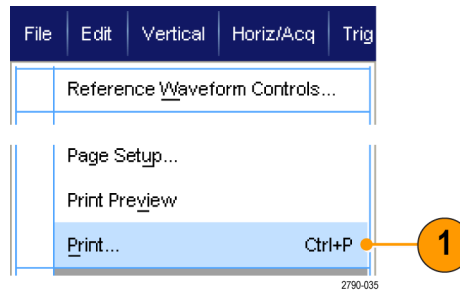 File Edit Vertical Horiz/Acq Trig
Reference Waveform Controls...
Page Setup...
Print Preview
Print... Ctrl+P
1
2790-035